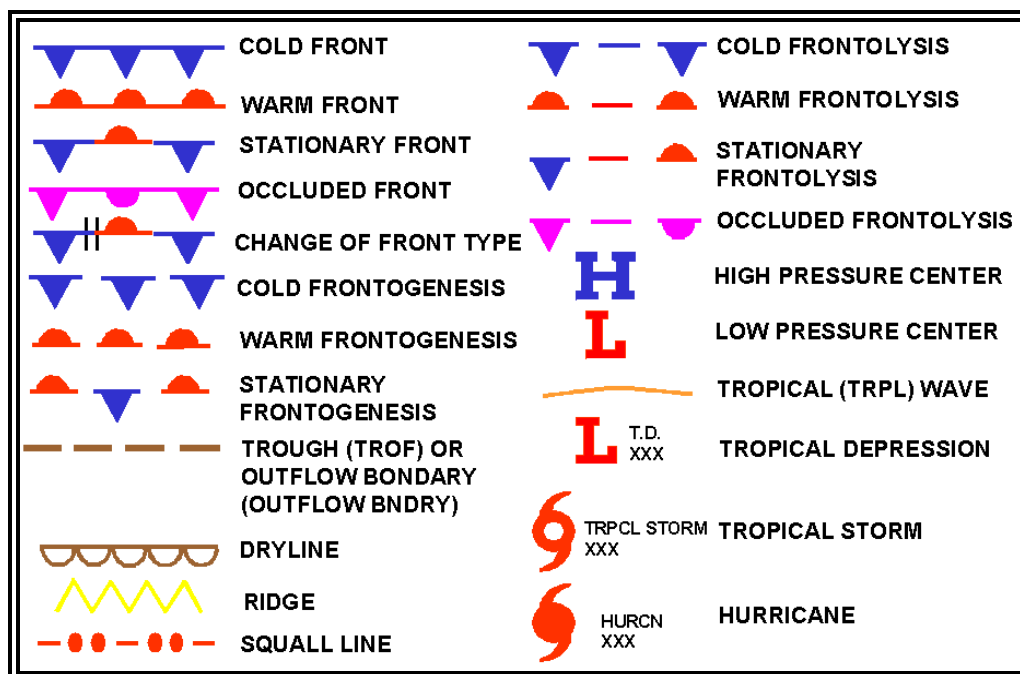 COLD FRONT
WARM FRONT
STATIONARY FRONT
OCCLUDED FRONT
CHANGE OF FRONT TYPE
COLD FRONTOGENESIS
WARM FRONTOGENESIS
STATIONARY
FRONTOGENESIS
TROUGH (TROF) OR
OUTFLOW BONDARY
(OUTFLOW BNDRY)
DRYLINE
RIDGE
SQUALL LINE
COLD FRONTOLYSIS
WARM FRONTOLYSIS
STATIONARY
FRONTOLYSIS
OCCLUDED FRONTOLYSIS
H HIGH PRESSURE CENTER
L LOW PRESSURE CENTER
TROPICAL (TRPL) WAVE
L T.D.
XXX
TROPICAL DEPRESSION
TRPCL STORM
XXX
TROPICAL STORM
HURCN
XXX
HURRICANE